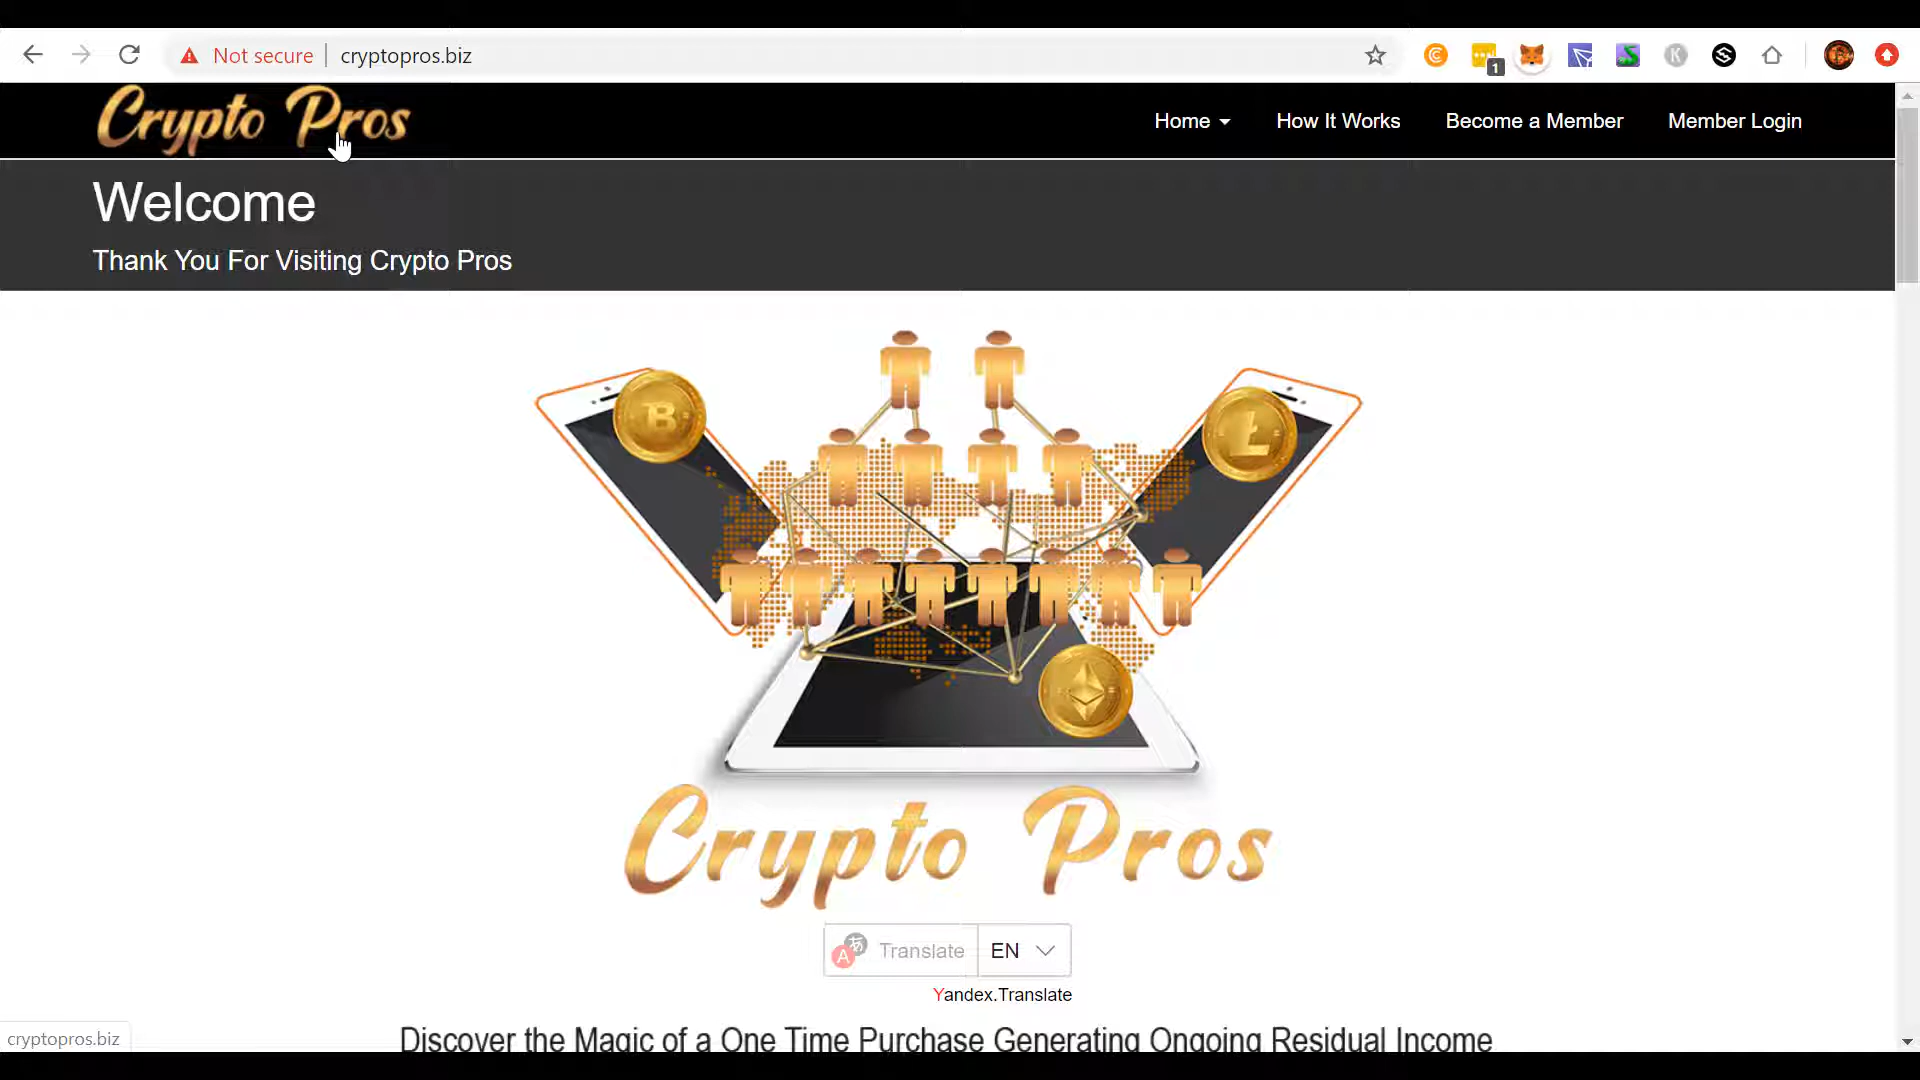 Not secure | cryptopros.biz
1
Crypto Pros
Home
How It Works
Become a Member
Member Login
Welcome
Thank You For Visiting Crypto Pros
Crypto Pros
Translate
EN
Yandex.Translate
cryptopros.biz
Discover the Magic of a One Time Purchase Generating Ongoing Residual Income